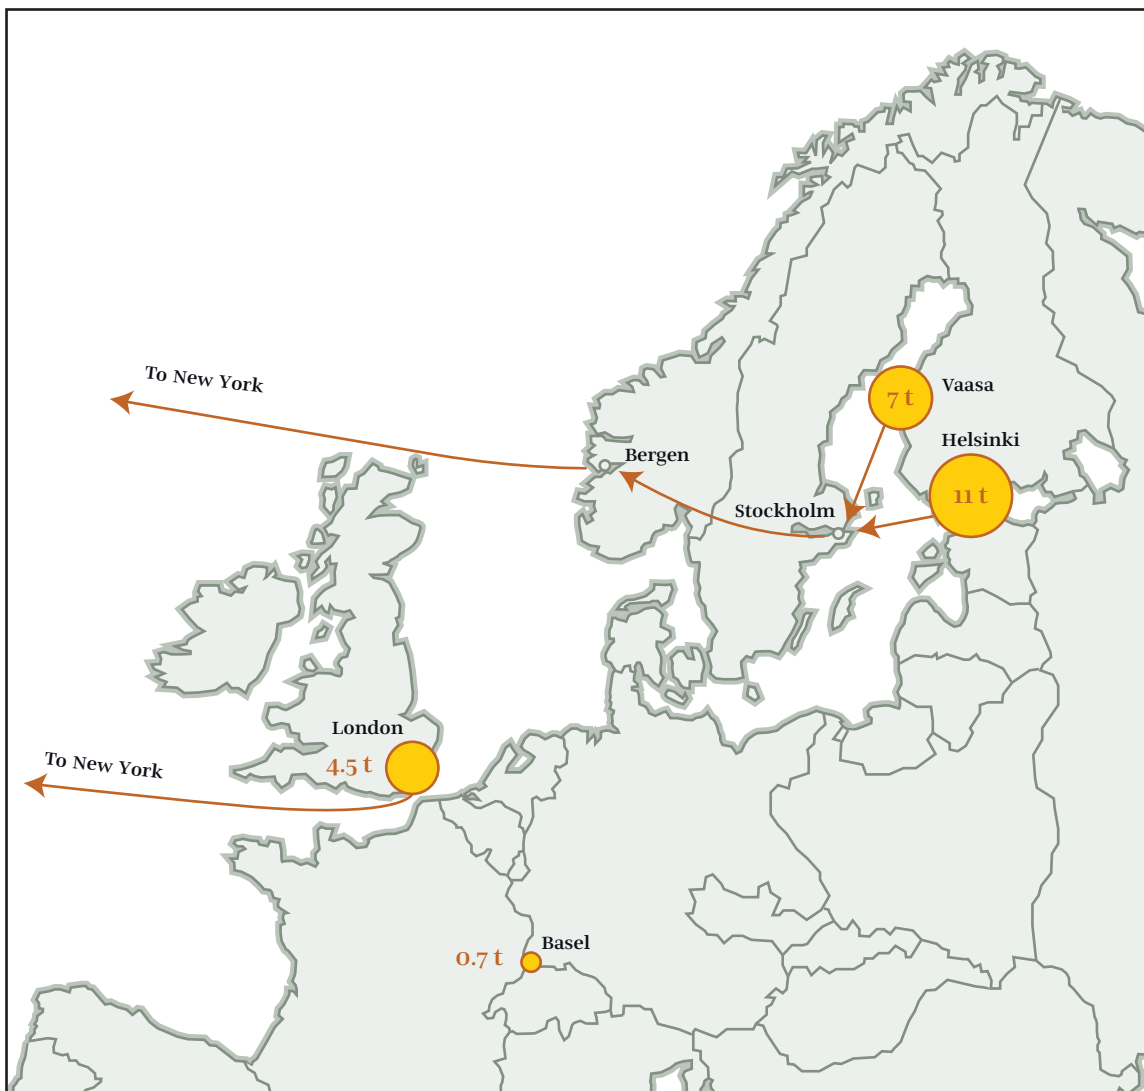 To New York
7 t
Vaasa
Helsinki
Bergen
11 t
Stockholm
London
To New York
4.5 t
Basel
0.7 t